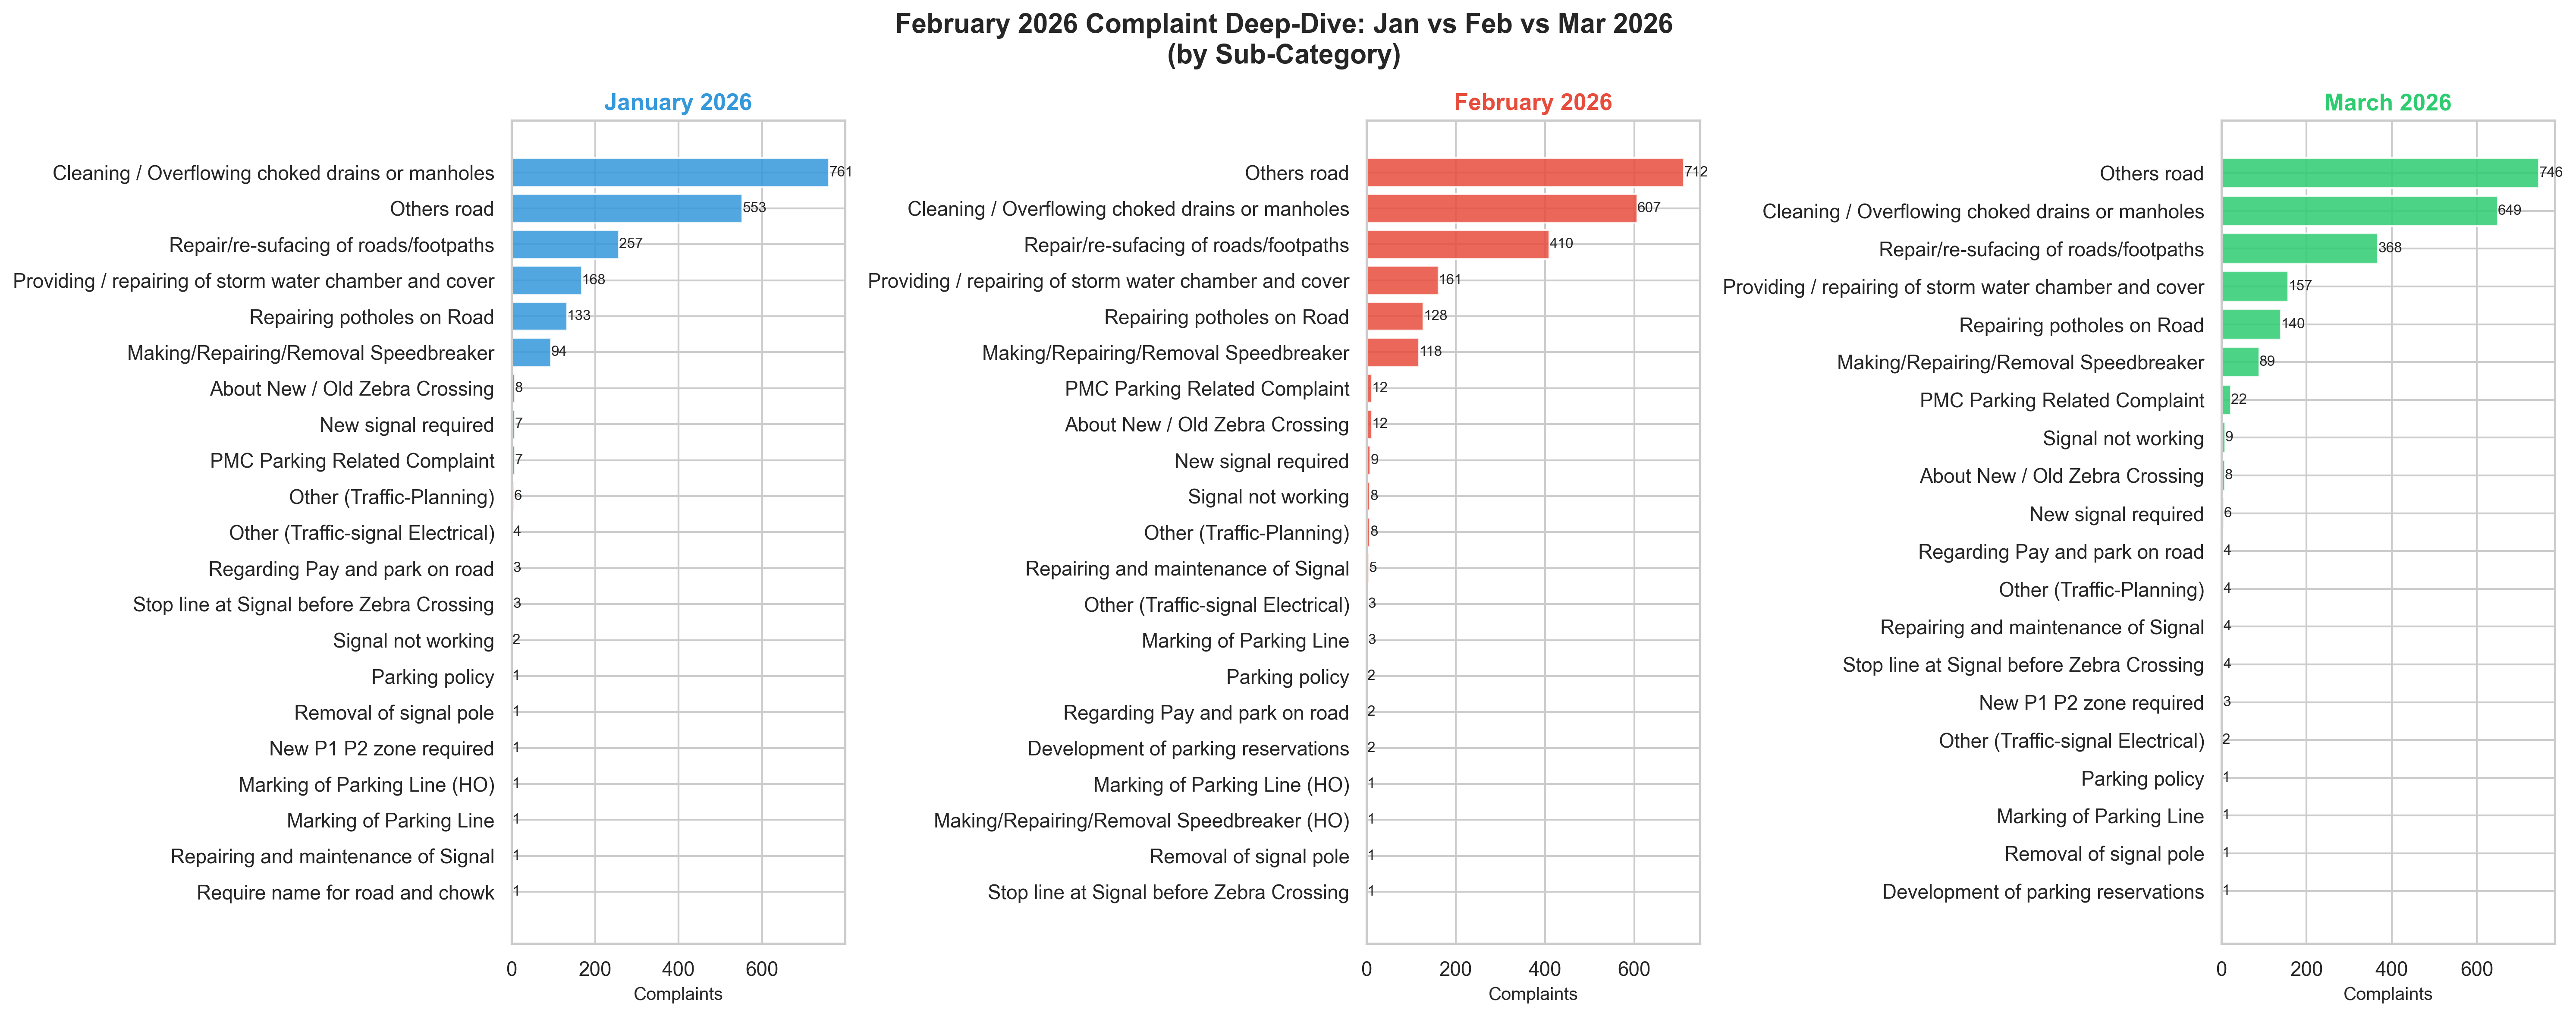 February 2026 Complaint Deep-Dive: Jan vs Feb vs Mar 2026
(by Sub-Category)
January 2026
Cleaning / Overflowing choked drains or manholes 761
Others road 553
Repair/re-sufacing of roads/footpaths 257
Providing / repairing of storm water chamber and cover 168
Repairing potholes on Road 133
Making/Repairing/Removal Speedbreaker 94
About New / Old Zebra Crossing 8
New signal required 7
PMC Parking Related Complaint 7
Other (Traffic-Planning) 6
Other (Traffic-signal Electrical) 4
Regarding Pay and park on road 3
Stop line at Signal before Zebra Crossing 3
Signal not working 2
Parking policy 1
Removal of signal pole 1
New P1 P2 zone required 1
Marking of Parking Line (HO) 1
Marking of Parking Line 1
Repairing and maintenance of Signal 1
Require name for road and chowk 1
0 200 400 600
Complaints
February 2026
Others road 712
Cleaning / Overflowing choked drains or manholes 607
Repair/re-sufacing of roads/footpaths 410
Providing / repairing of storm water chamber and cover 161
Repairing potholes on Road 128
Making/Repairing/Removal Speedbreaker 118
PMC Parking Related Complaint 12
About New / Old Zebra Crossing 12
New signal required 9
Signal not working 8
Other (Traffic-Planning) 8
Repairing and maintenance of Signal 5
Other (Traffic-signal Electrical) 3
Marking of Parking Line 3
Parking policy 2
Regarding Pay and park on road 2
Development of parking reservations 2
Marking of Parking Line (HO) 1
Making/Repairing/Removal Speedbreaker (HO) 1
Removal of signal pole 1
Stop line at Signal before Zebra Crossing 1
0 200 400 600
Complaints
March 2026
Others road 746
Cleaning / Overflowing choked drains or manholes 649
Repair/re-sufacing of roads/footpaths 368
Providing / repairing of storm water chamber and cover 157
Repairing potholes on Road 140
Making/Repairing/Removal Speedbreaker 89
PMC Parking Related Complaint 22
Signal not working 9
About New / Old Zebra Crossing 8
New signal required 6
Regarding Pay and park on road 4
Other (Traffic-Planning) 4
Repairing and maintenance of Signal 4
Stop line at Signal before Zebra Crossing 4
New P1 P2 zone required 3
Other (Traffic-signal Electrical) 2
Parking policy 1
Marking of Parking Line 1
Removal of signal pole 1
Development of parking reservations 1
0 200 400 600
Complaints